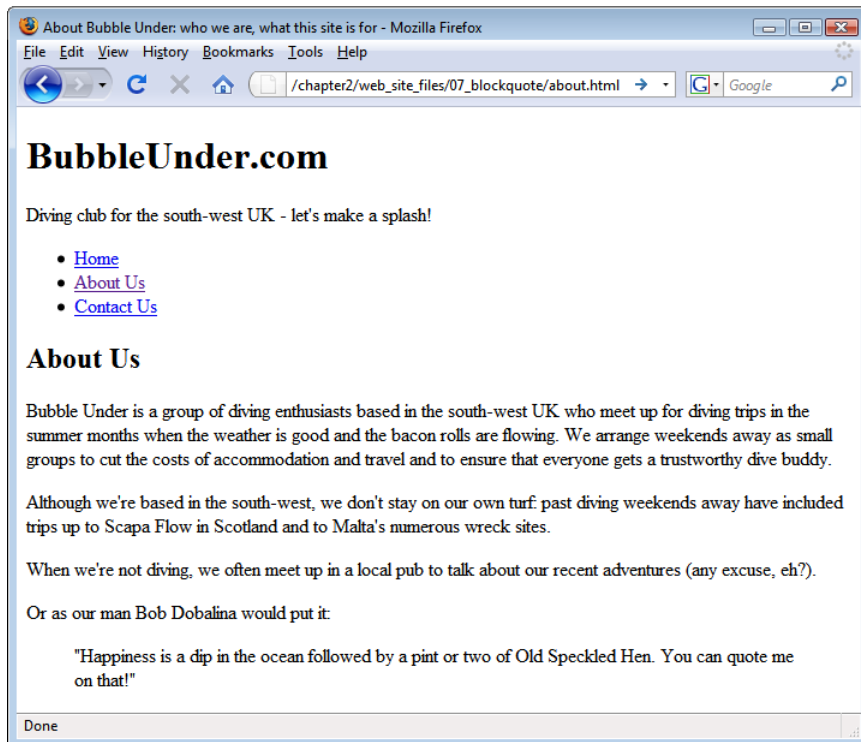 About Bubble Under: who we are, what this site is for - Mozilla Firefox
File Edit View History Bookmarks Tools Help
/chapter2/web_site_files/07_blockquote/about.html G Google
BubbleUnder.com
Diving club for the south-west UK - let's make a splash!
• Home
• About Us
• Contact Us
About Us
Bubble Under is a group of diving enthusiasts based in the south-west UK who meet up for diving trips in the
summer months when the weather is good and the bacon rolls are flowing. We arrange weekends away as small
groups to cut the costs of accommodation and travel and to ensure that everyone gets a trustworthy dive buddy.
Although we're based in the south-west, we don't stay on our own turf: past diving weekends away have included
trips up to Scapa Flow in Scotland and to Malta's numerous wreck sites.
When we're not diving, we often meet up in a local pub to talk about our recent adventures (any excuse, eh?).
Or as our man Bob Dobalina would put it:
"Happiness is a dip in the ocean followed by a pint or two of Old Speckled Hen. You can quote me
on that!"
Done